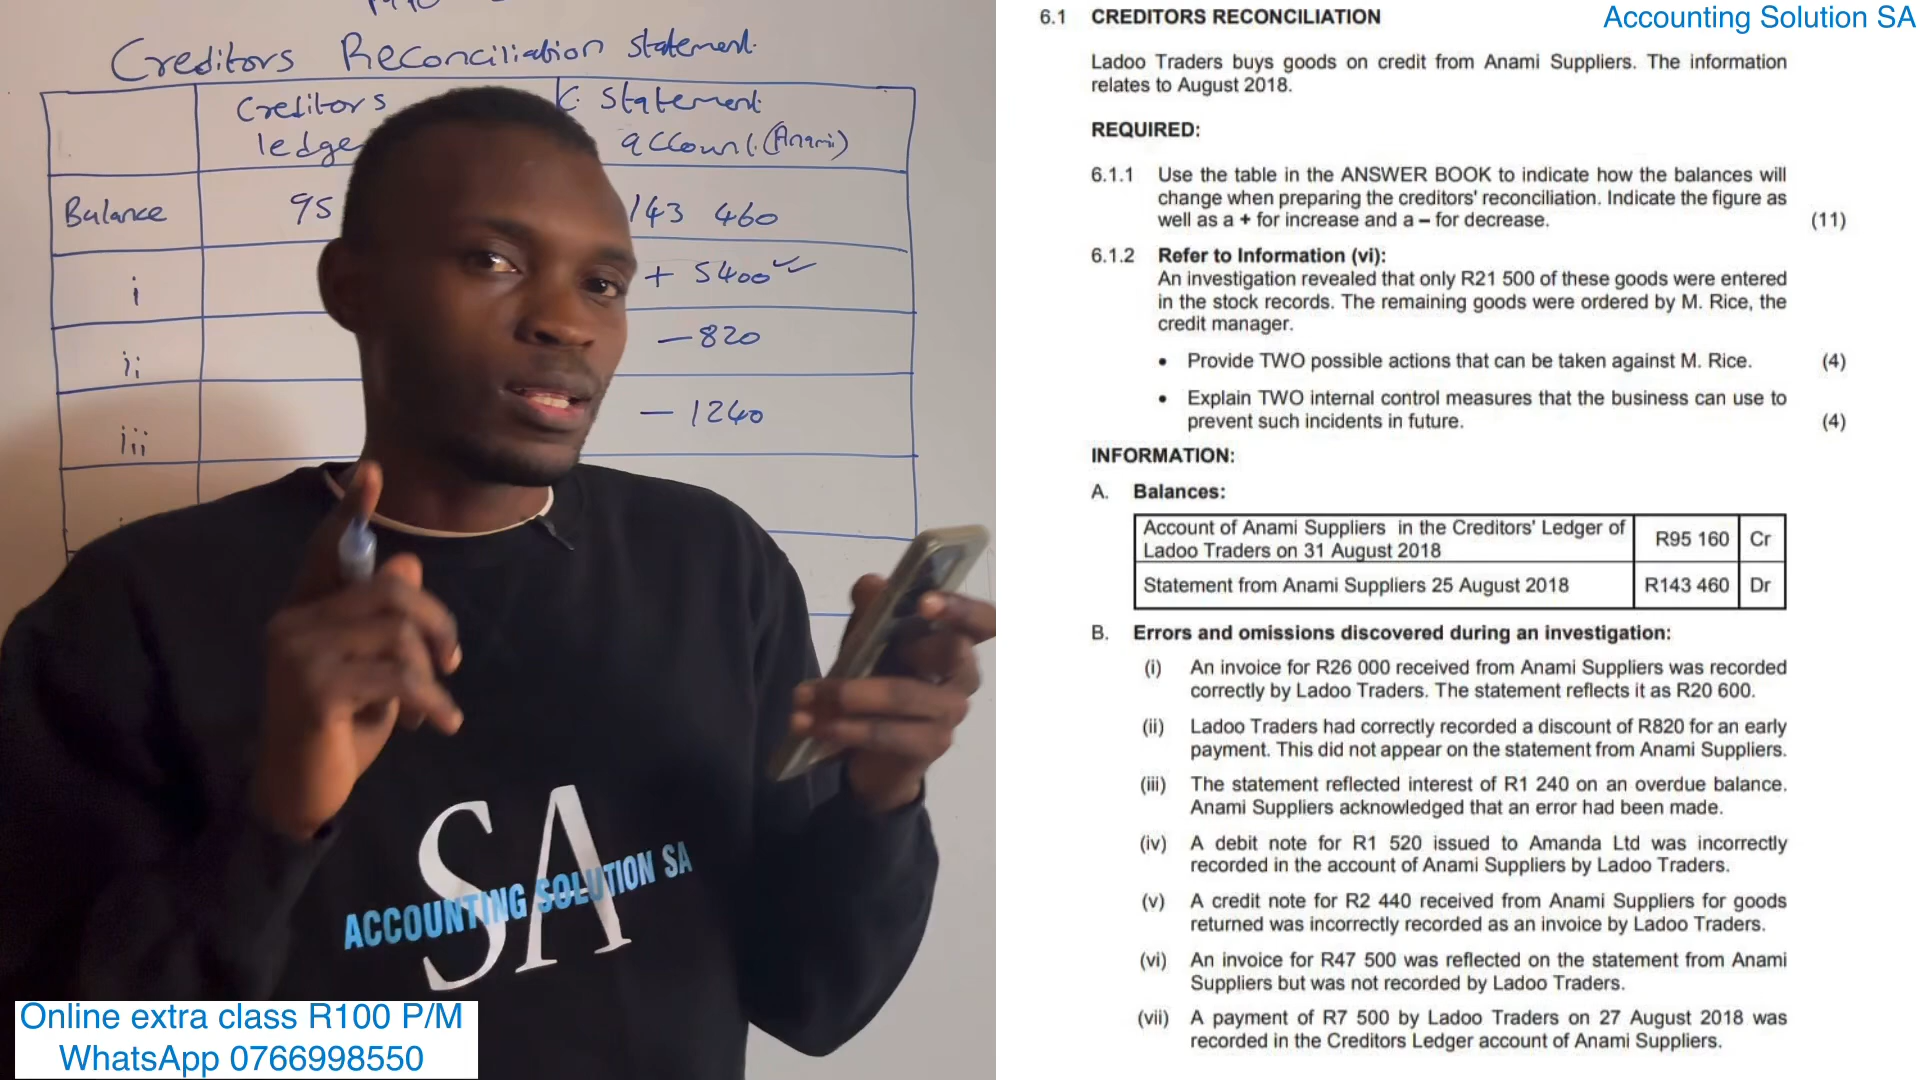 Creditors Reconciliation statement.
Creditors
ledge
C. Statement
account. (Anami)
Balance
95
143 460
i
+ 5400
ii
— 820
iii
— 1240
SA
ACCOUNTING SOLUTION SA
Online extra class R100 P/M
WhatsApp 0766998550
Accounting Solution SA
6.1 CREDITORS RECONCILIATION
Ladoo Traders buys goods on credit from Anami Suppliers. The information
relates to August 2018.
REQUIRED:
6.1.1 Use the table in the ANSWER BOOK to indicate how the balances will
change when preparing the creditors' reconciliation. Indicate the figure as
well as a + for increase and a – for decrease. (11)
6.1.2 Refer to Information (vi):
An investigation revealed that only R21 500 of these goods were entered
in the stock records. The remaining goods were ordered by M. Rice, the
credit manager.
• Provide TWO possible actions that can be taken against M. Rice. (4)
• Explain TWO internal control measures that the business can use to
prevent such incidents in future. (4)
INFORMATION:
A. Balances:
Account of Anami Suppliers in the Creditors' Ledger of
Ladoo Traders on 31 August 2018
R95 160 Cr
Statement from Anami Suppliers 25 August 2018 R143 460 Dr
B. Errors and omissions discovered during an investigation:
(i) An invoice for R26 000 received from Anami Suppliers was recorded
correctly by Ladoo Traders. The statement reflects it as R20 600.
(ii) Ladoo Traders had correctly recorded a discount of R820 for an early
payment. This did not appear on the statement from Anami Suppliers.
(iii) The statement reflected interest of R1 240 on an overdue balance.
Anami Suppliers acknowledged that an error had been made.
(iv) A debit note for R1 520 issued to Amanda Ltd was incorrectly
recorded in the account of Anami Suppliers by Ladoo Traders.
(v) A credit note for R2 440 received from Anami Suppliers for goods
returned was incorrectly recorded as an invoice by Ladoo Traders.
(vi) An invoice for R47 500 was reflected on the statement from Anami
Suppliers but was not recorded by Ladoo Traders.
(vii) A payment of R7 500 by Ladoo Traders on 27 August 2018 was
recorded in the Creditors Ledger account of Anami Suppliers.